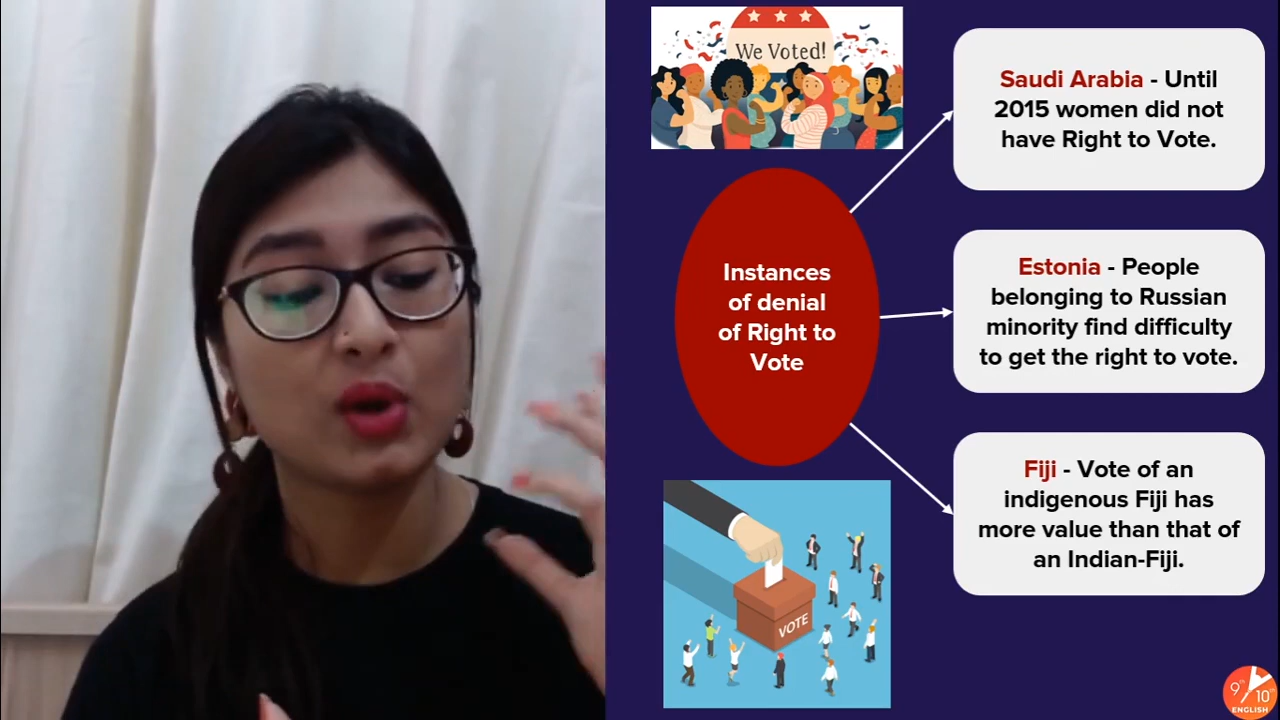 We Voted!
Instances
of denial
of Right to
Vote
Saudi Arabia - Until
2015 women did not
have Right to Vote.
Estonia - People
belonging to Russian
minority find difficulty
to get the right to vote.
Fiji - Vote of an
indigenous Fiji has
more value than that of
an Indian-Fiji.
VOTE
9th 10th
ENGLISH